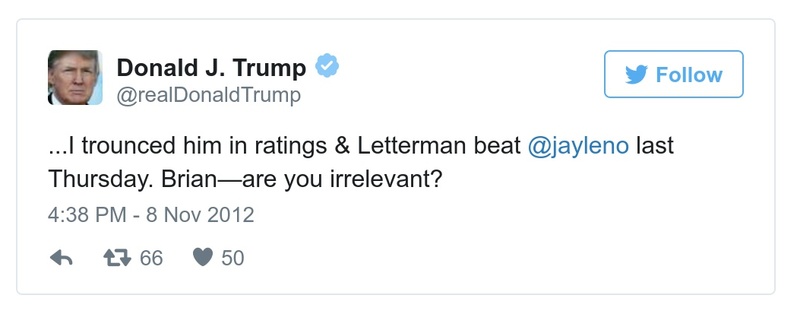 Donald J. Trump
@realDonaldTrump
Follow
...I trounced him in ratings & Letterman beat @jayleno last
Thursday. Brian—are you irrelevant?
4:38 PM - 8 Nov 2012
66
50